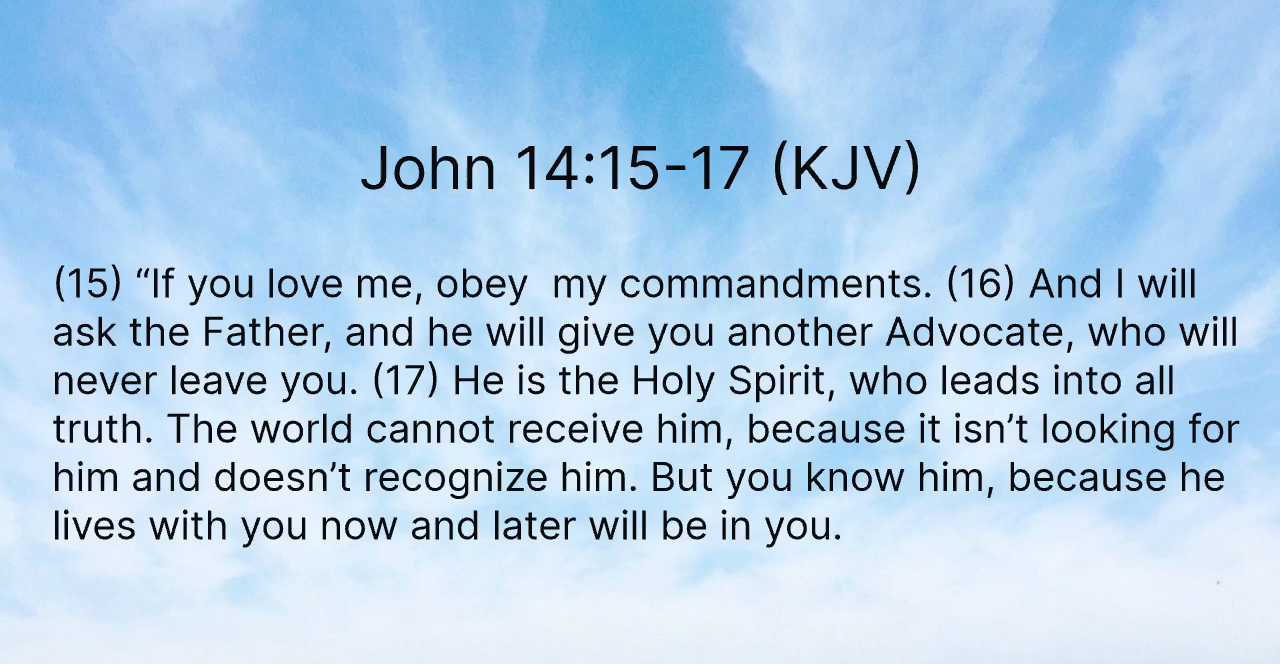 John 14:15-17 (KJV)
(15) “If you love me, obey  my commandments. (16) And I will
ask the Father, and he will give you another Advocate, who will
never leave you. (17) He is the Holy Spirit, who leads into all
truth. The world cannot receive him, because it isn’t looking for
him and doesn’t recognize him. But you know him, because he
lives with you now and later will be in you.